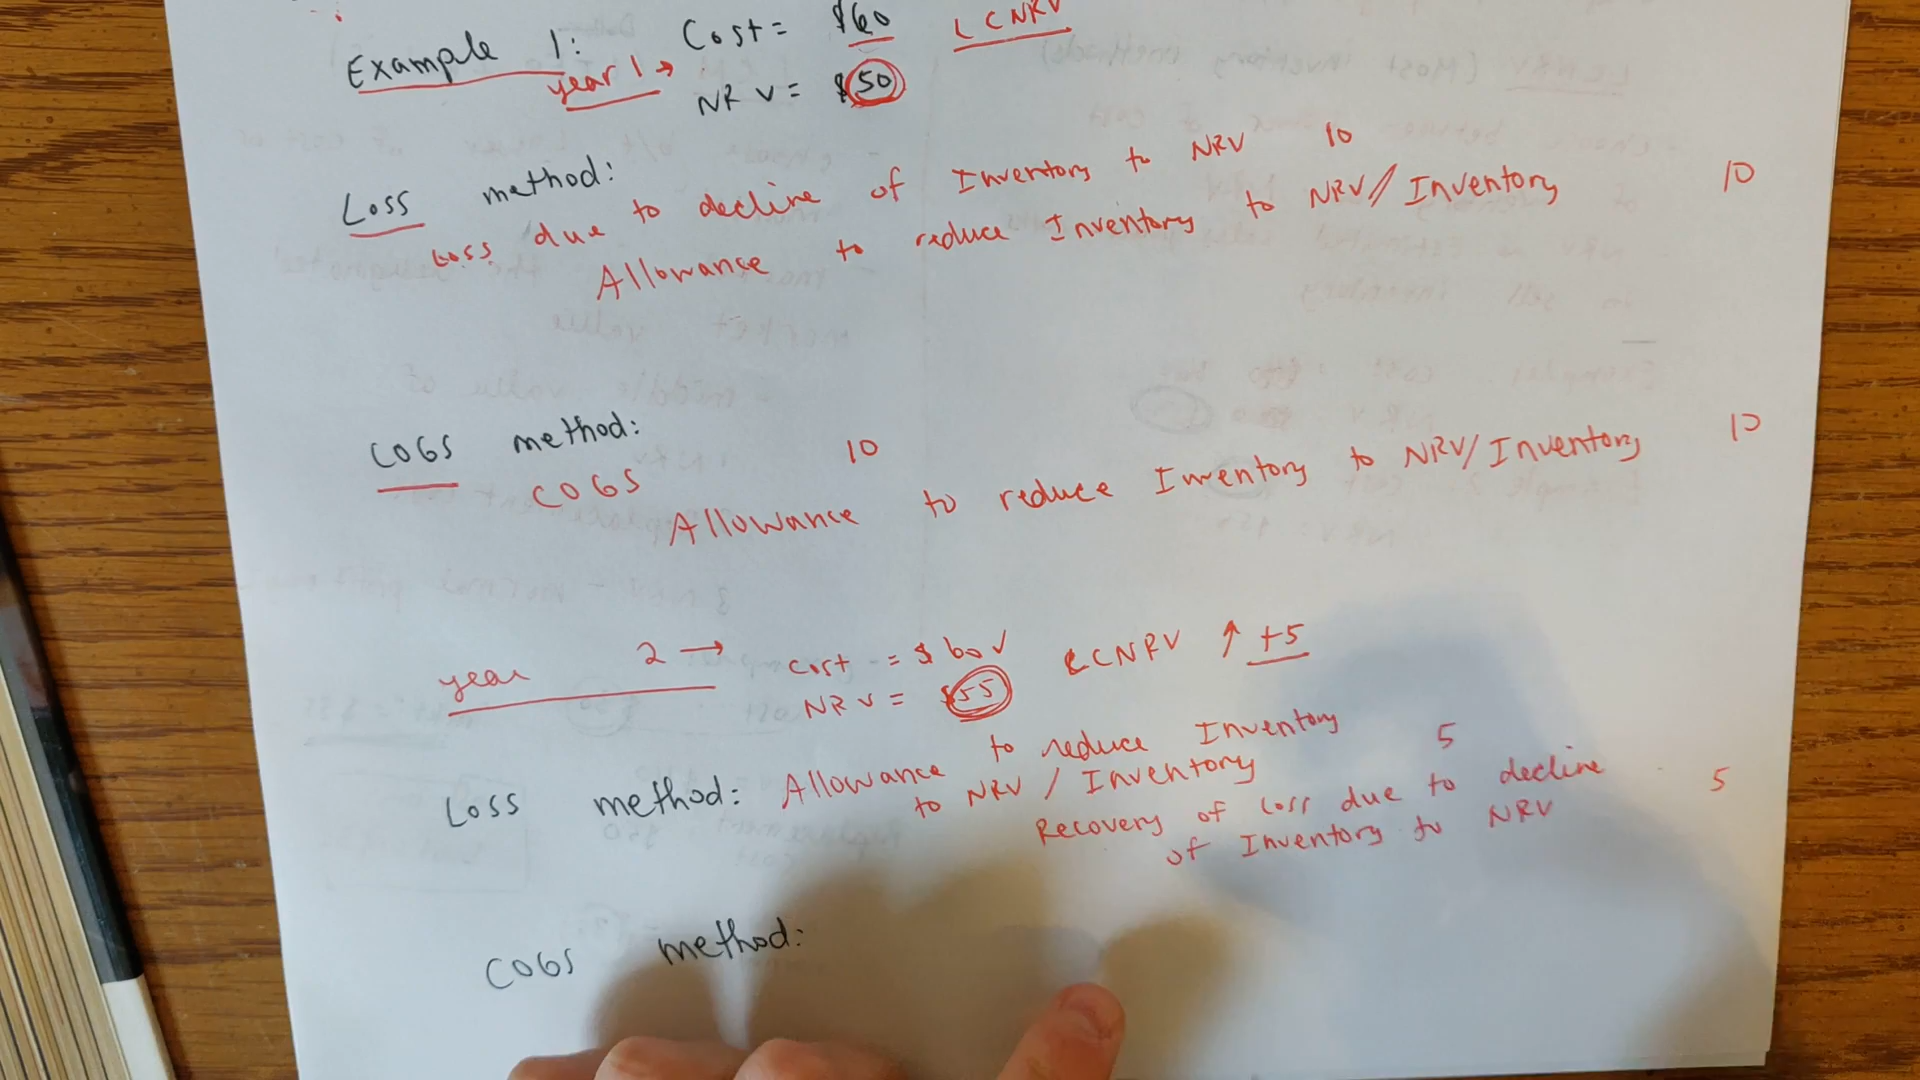 Example 1: Cost = $60 LCNRV
year 1 → NRV = $50
Loss method:
Loss due to decline of Inventory to NRV 10
Allowance to reduce Inventory to NRV/Inventory 10
COGS method:
COGS 10
Allowance to reduce Inventory to NRV/Inventory 10
year 2 → cost = $60 ✓ LCNRV ↑ +5
NRV = $55
Loss method: Allowance to reduce Inventory 5
to NRV / Inventory
Recovery of Loss due to decline 5
of Inventory to NRV
COGS method: